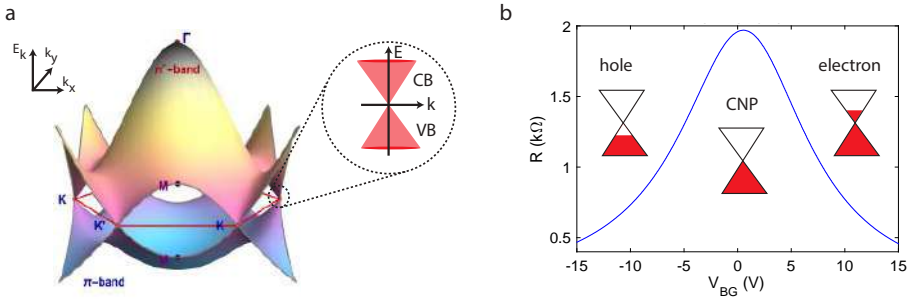 a
E_k
k_y
k_x
Γ
π*-band
M
K
K'
K
M
π-band
E
CB
k
VB
b
2
1.5
1
0.5
R (kΩ)
hole
CNP
electron
-15
-10
-5
0
5
10
15
V_BG (V)